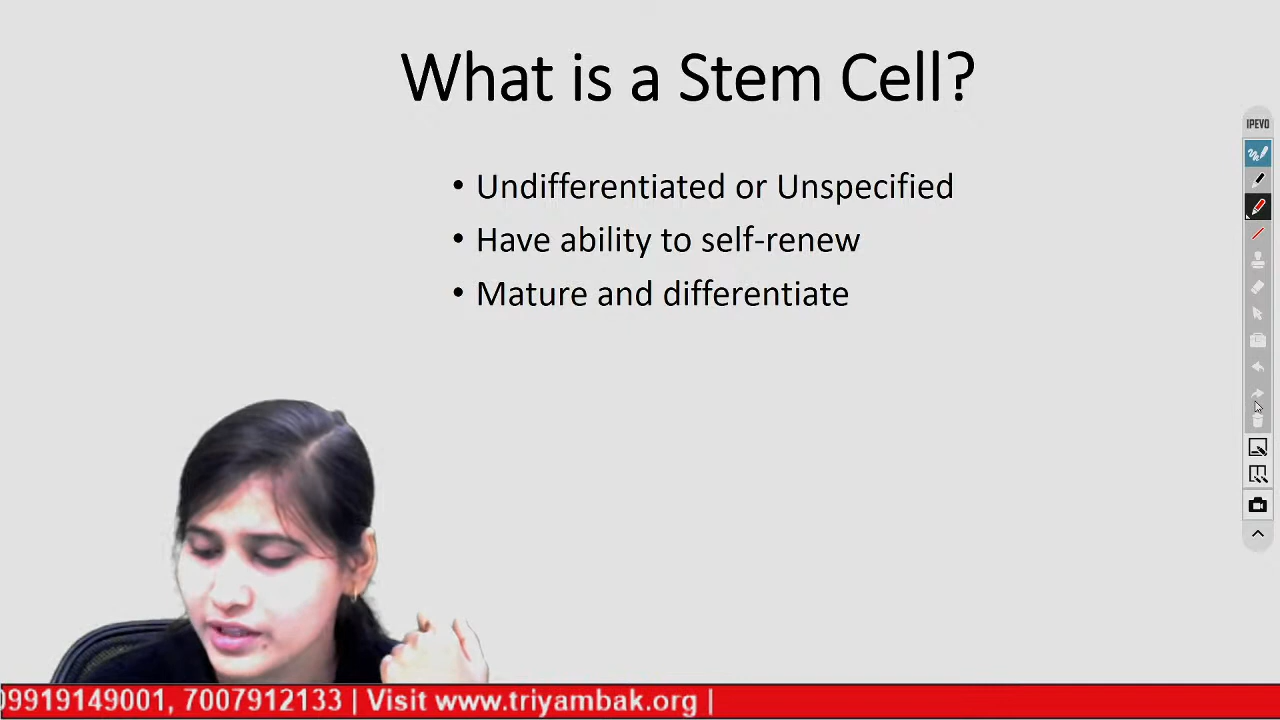 What is a Stem Cell?
IPEVO
• Undifferentiated or Unspecified
• Have ability to self-renew
• Mature and differentiate
09919149001, 7007912133 | Visit www.triyambak.org |